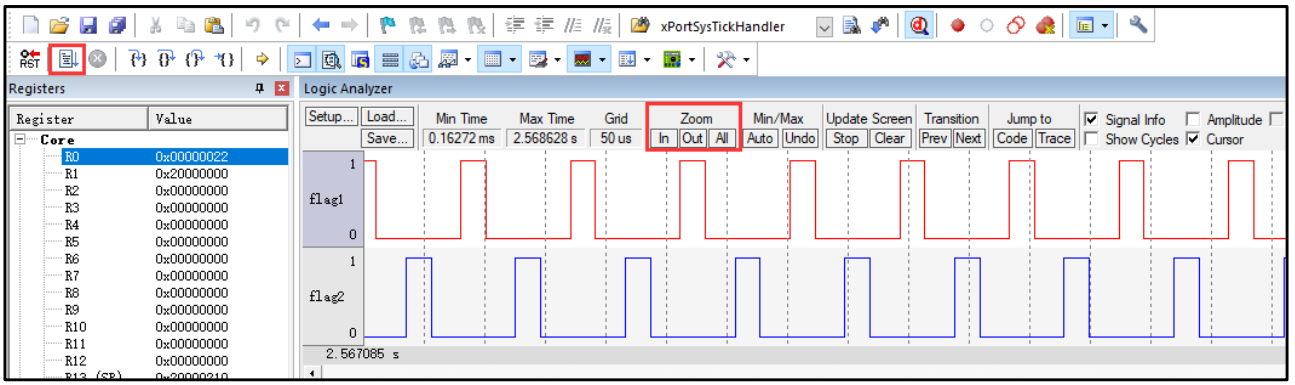 xPortSysTickHandler
RST
Registers
Logic Analyzer
Register Value
Setup... Load... Min Time Max Time Grid Zoom Min/Max Update Screen Transition Jump to Signal Info Amplitude
Save... 0.16272 ms 2.568628 s 50 us In Out All Auto Undo Stop Clear Prev Next Code Trace Show Cycles Cursor
Core
R0 0x00000022
R1 0x20000000
R2 0x00000000
R3 0x00000000
R4 0x00000000
R5 0x00000000
R6 0x00000000
R7 0x00000000
R8 0x00000000
R9 0x00000000
R10 0x00000000
R11 0x00000000
R12 0x00000000
R13 (SP) 0x20000210
1
flag1
0
1
flag2
0
2.567085 s